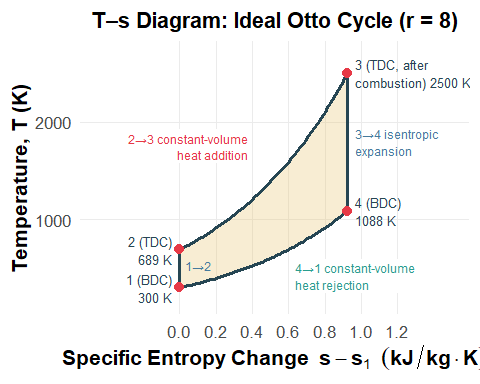 T–s Diagram: Ideal Otto Cycle (r = 8)
Temperature, T (K)
2000
1000
3 (TDC, after
combustion) 2500 K
2→3 constant-volume
heat addition
3→4 isentropic
expansion
4 (BDC)
1088 K
2 (TDC)
689 K
1→2
1 (BDC)
300 K
4→1 constant-volume
heat rejection
0.0 0.2 0.4 0.6 0.8 1.0 1.2
Specific Entropy Change s − s₁ (kJ/kg · K)